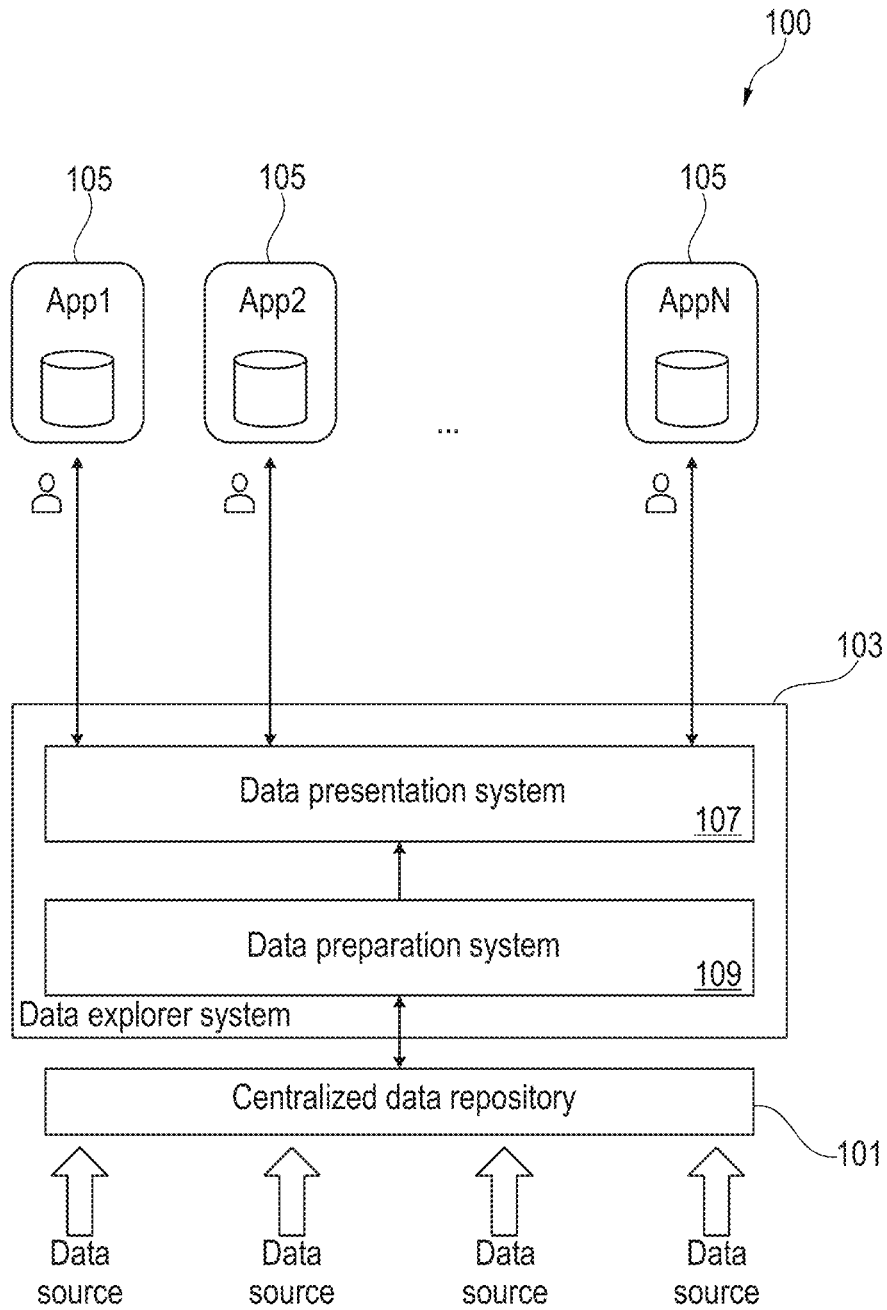 100
105
105
105
App1
App2
AppN
...
103
Data presentation system
107
Data preparation system
109
Data explorer system
Centralized data repository
101
Data
source
Data
source
Data
source
Data
source